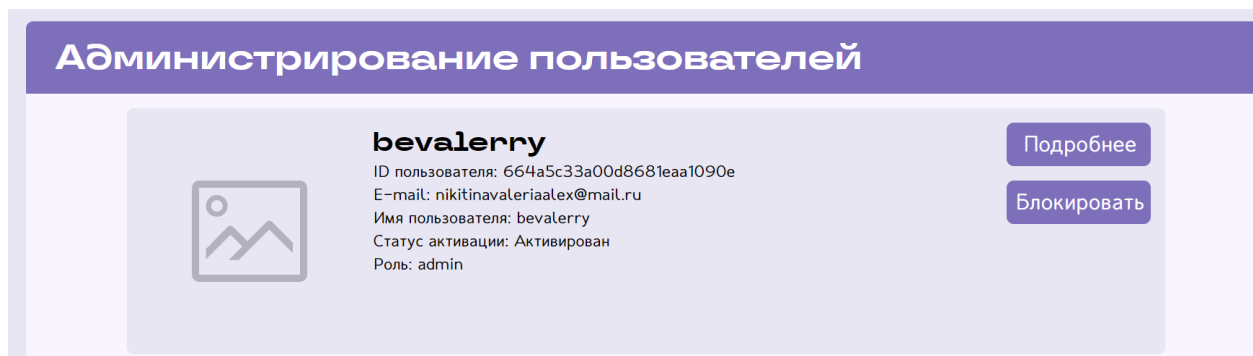 Администрирование пользователей
bevalerry
ID пользователя: 664a5c33a00d8681eaa1090e
E-mail: nikitinavaleriaalex@mail.ru
Имя пользователя: bevalerry
Статус активации: Активирован
Роль: admin
Подробнее
Блокировать